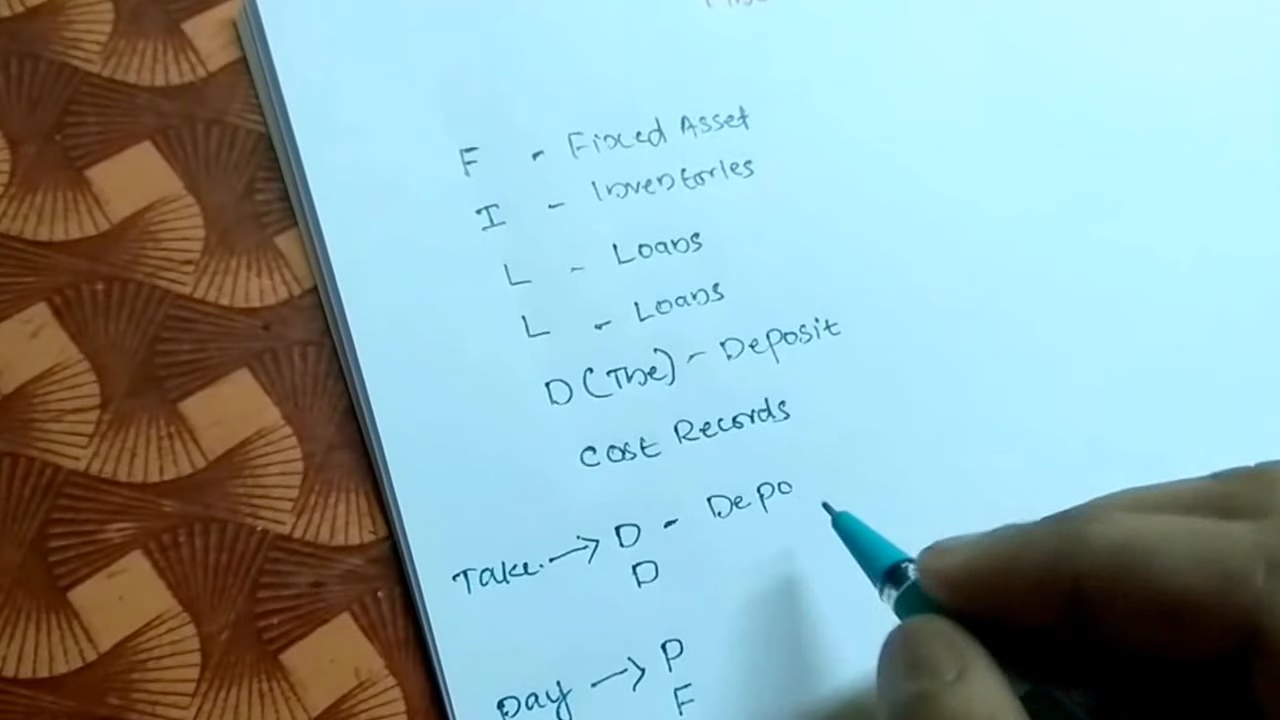 F - Fixed Asset
I - Inventories
L - Loans
L - Loans
D (The) - Deposit
Cost Records
Take → D - Depo
D
Day → P
F